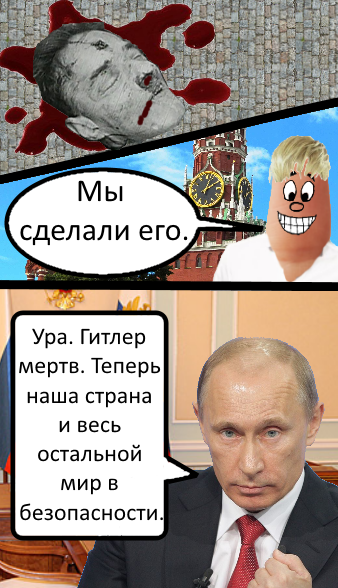 Мы
сделали его.
Ура. Гитлер
мертв. Теперь
наша страна
и весь
остальной
мир в
безопасности.